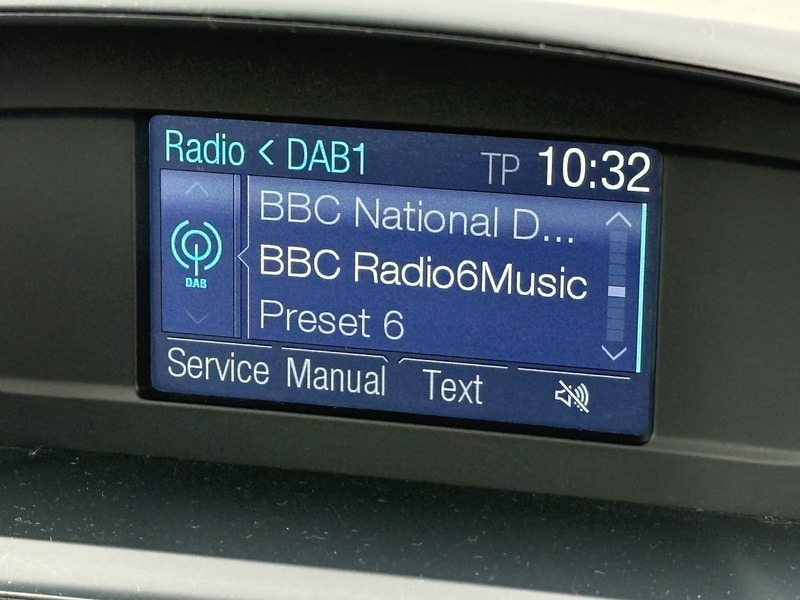 Radio < DAB1 TP 10:32
BBC National D...
DAB
BBC Radio6Music
Preset 6
Service Manual Text